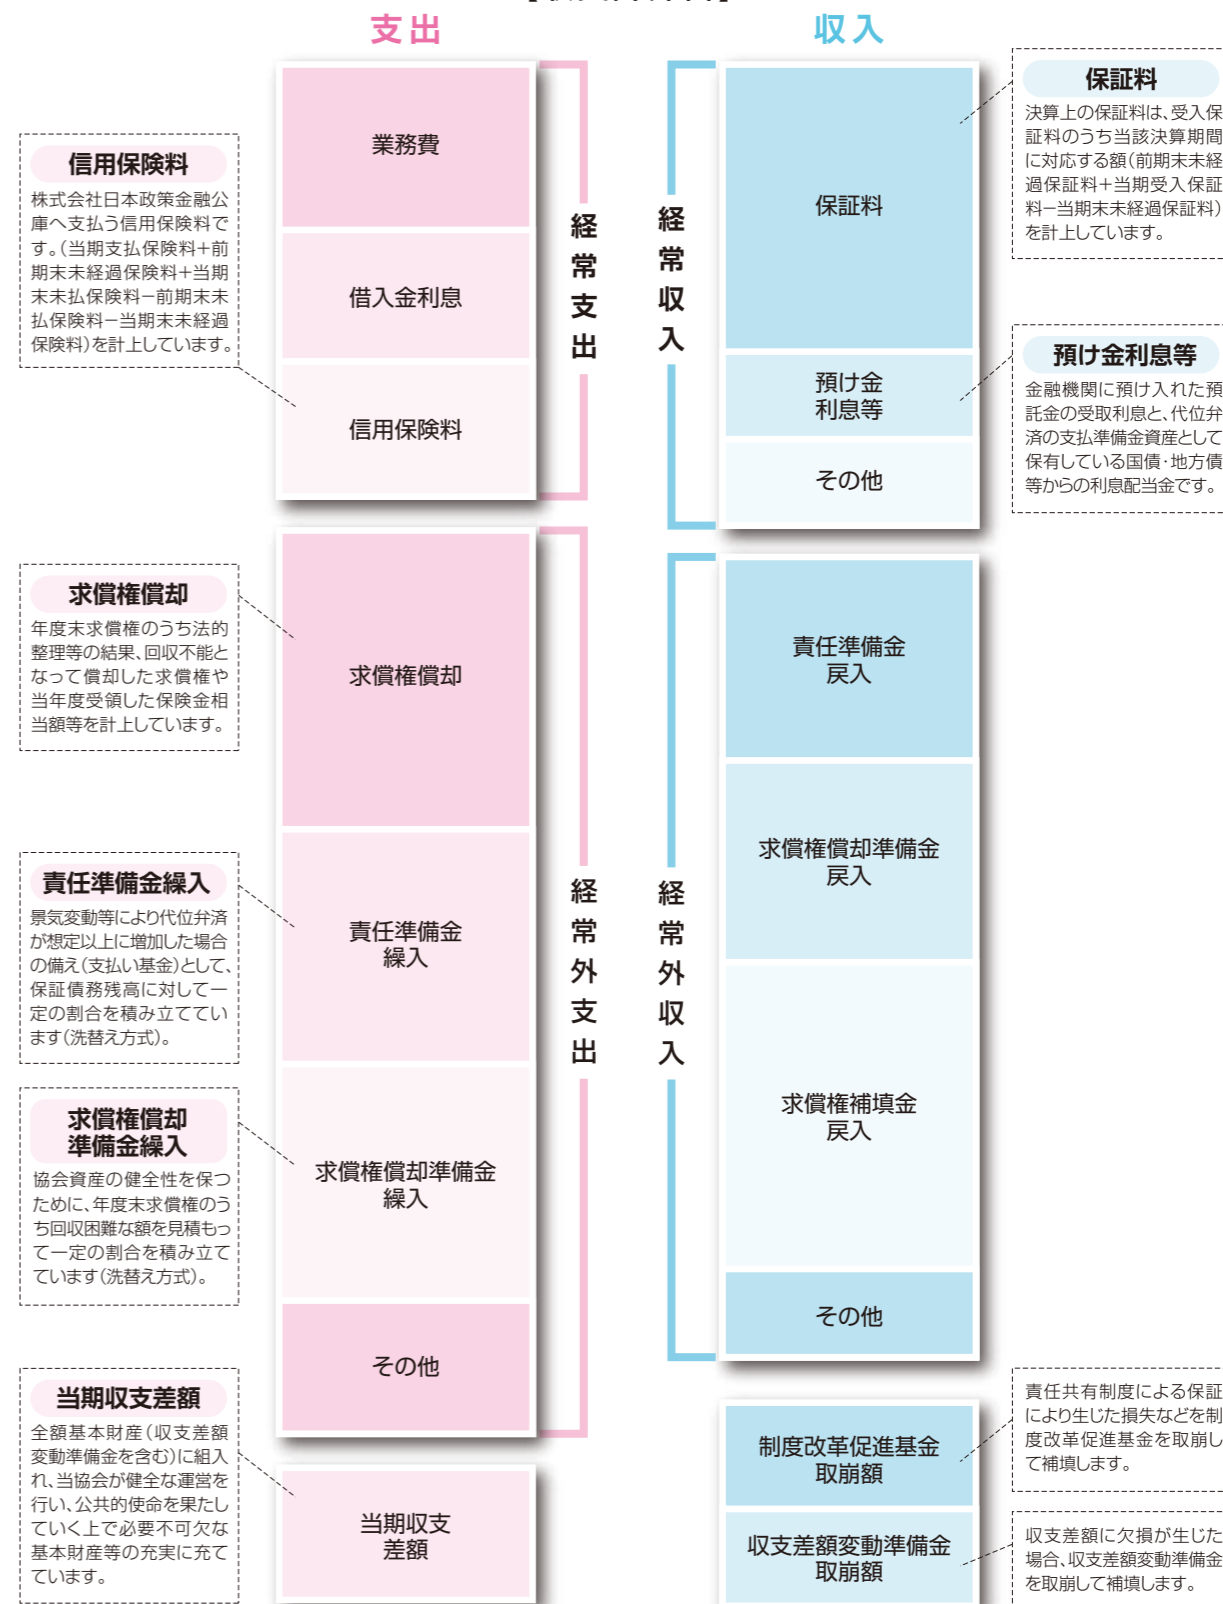 支出
収入
業務費
借入金利息
信用保険料
経常支出
信用保険料
株式会社日本政策金融公
庫へ支払う信用保険料で
す。(当期支払保険料+前
期末未経過保険料+当期
末未払保険料−前期末未
払保険料−当期末未経過
保険料)を計上しています。
求償権償却
責任準備金
繰入
求償権償却準備金
繰入
その他
経常外支出
求償権償却
年度末求償権のうち法的
整理等の結果、回収不能と
なって償却した求償権や
当年度受領した保険金相
当額等を計上しています。
責任準備金繰入
景気変動等により代位弁済
が想定以上に増加した場合
の備え(支払い基金)として、
保証債務残高に対して一
定の割合を積み立ててい
ます(洗替え方式)。
求償権償却
準備金繰入
協会資産の健全性を保つ
ために、年度末求償権のう
ち回収困難な額を見積もっ
て一定の割合を積み立て
ています(洗替え方式)。
当期収支
差額
当期収支差額
全額基本財産(収支差額
変動準備金を含む)に組入
れ、当協会が健全な運営を
行い、公共的使命を果たし
ていく上で必要不可欠な
基本財産等の充実に充て
ています。
保証料
預け金
利息等
その他
経常収入
保証料
決算上の保証料は、受入保
証料のうち当該決算期間
に対応する額(前期末未経
過保証料+当期受入保証
料−当期末未経過保証料)
を計上しています。
預け金利息等
金融機関に預け入れた預
託金の受取利息と、代位弁
済の支払準備金資産として
保有している国債・地方債
等からの利息配当金です。
責任準備金
戻入
求償権償却準備金
戻入
求償権補填金
戻入
その他
経常外収入
制度改革促進基金
取崩額
責任共有制度による保証
により生じた損失などを制
度改革促進基金を取崩し
て補填します。
収支差額変動準備金
取崩額
収支差額に欠損が生じた
場合、収支差額変動準備金
を取崩して補填します。